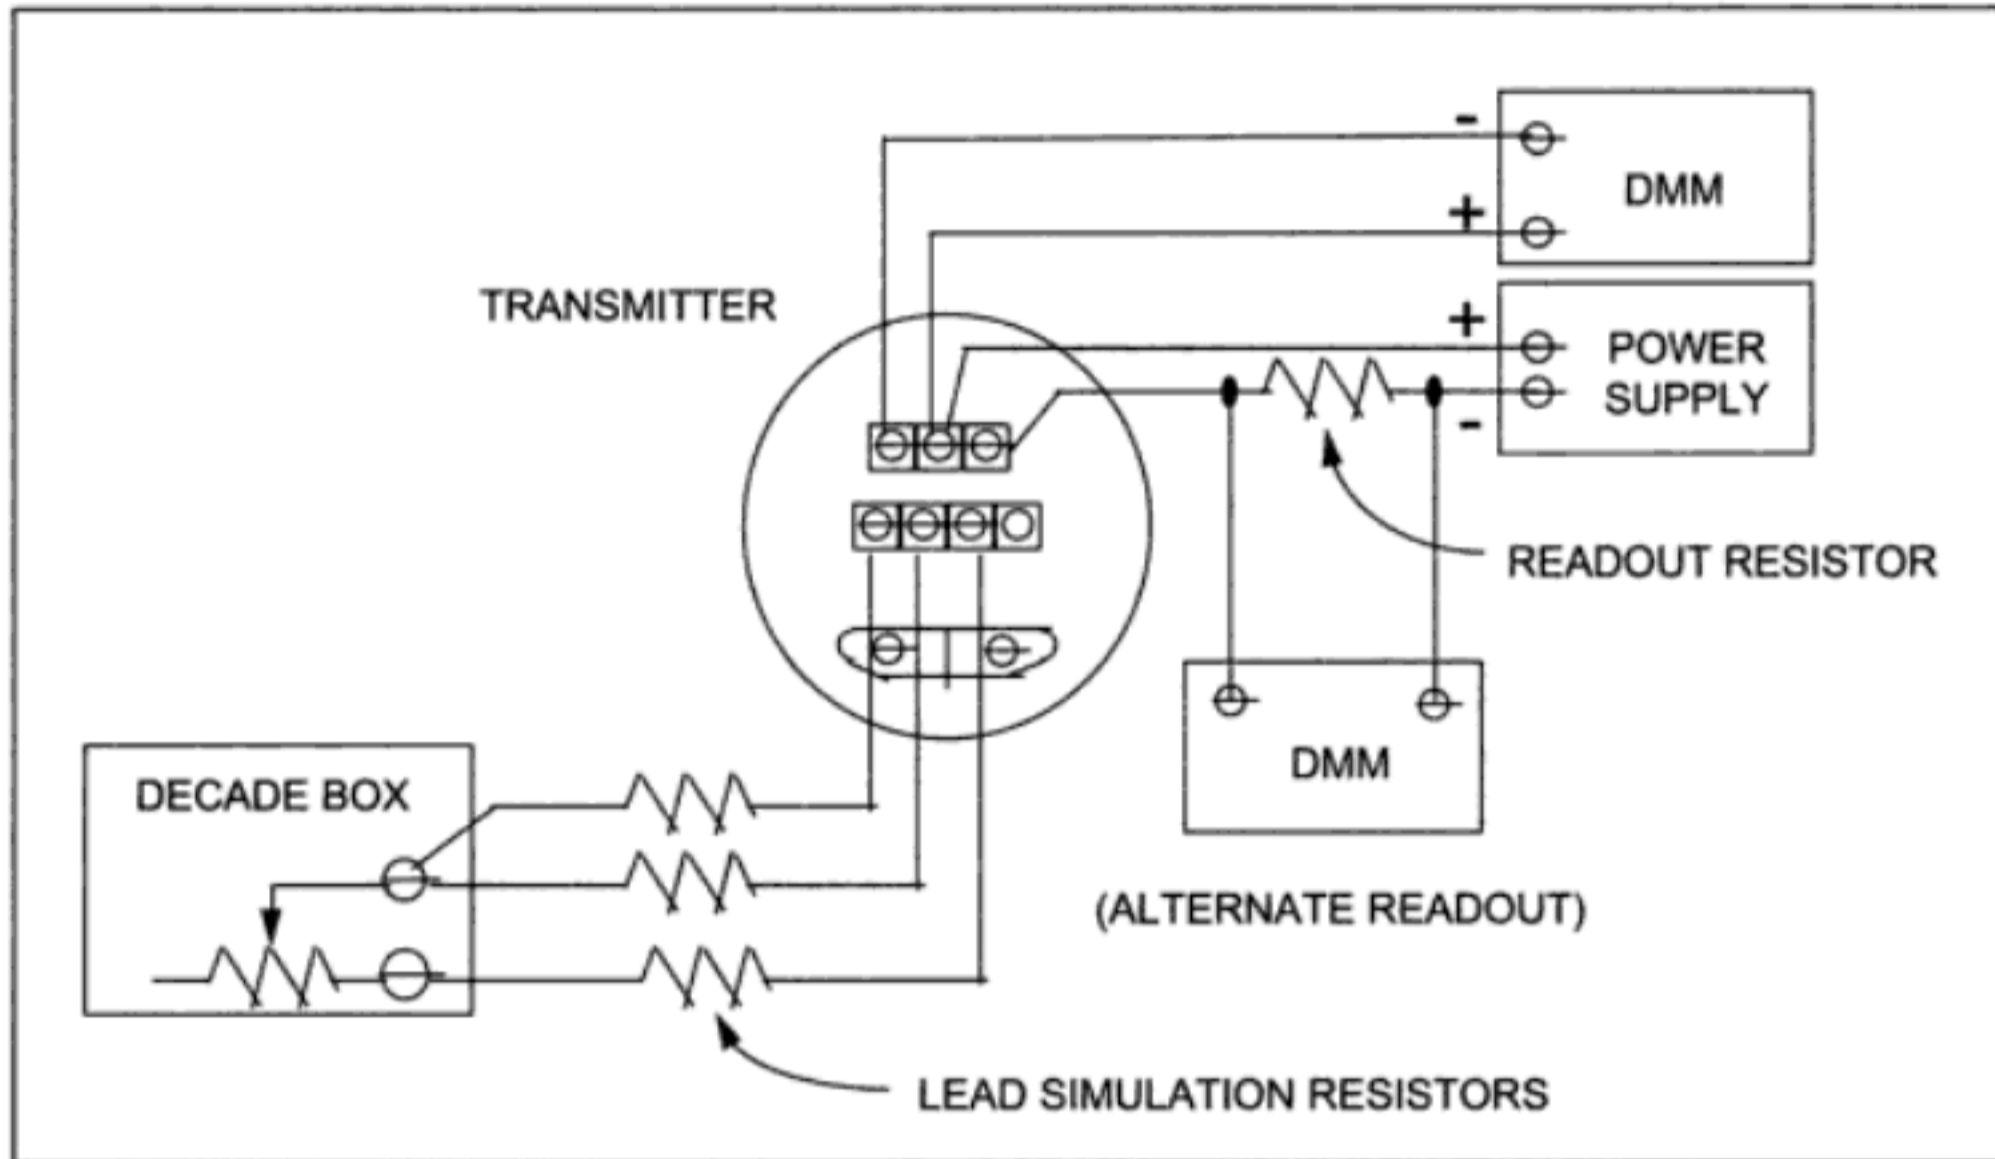 -
DMM
+
TRANSMITTER
+
POWER
SUPPLY
-
READOUT RESISTOR
DECADE BOX
DMM
(ALTERNATE READOUT)
LEAD SIMULATION RESISTORS